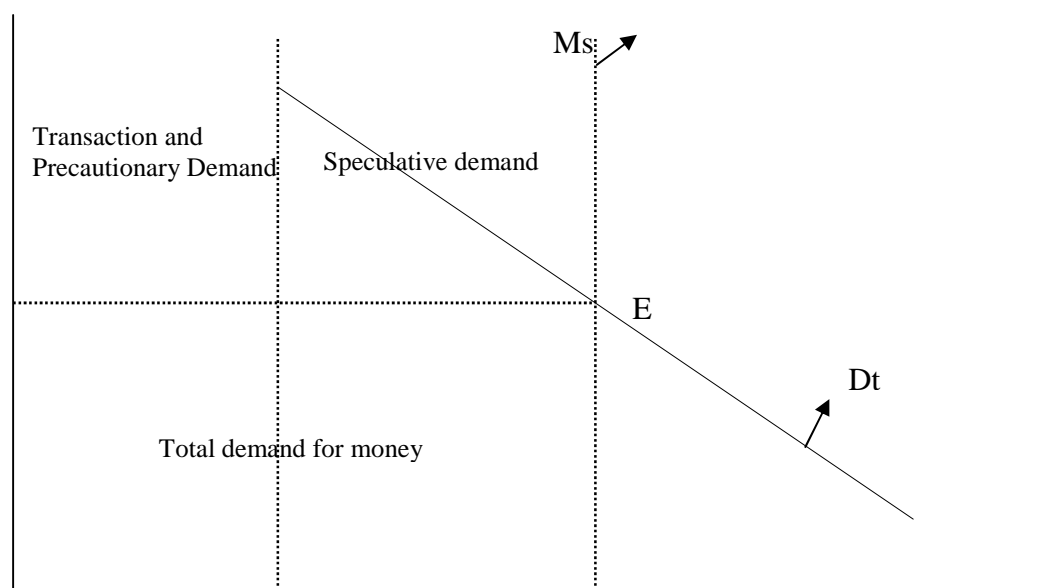 Ms
Transaction and
Precautionary Demand
Speculative demand
E
Dt
Total demand for money